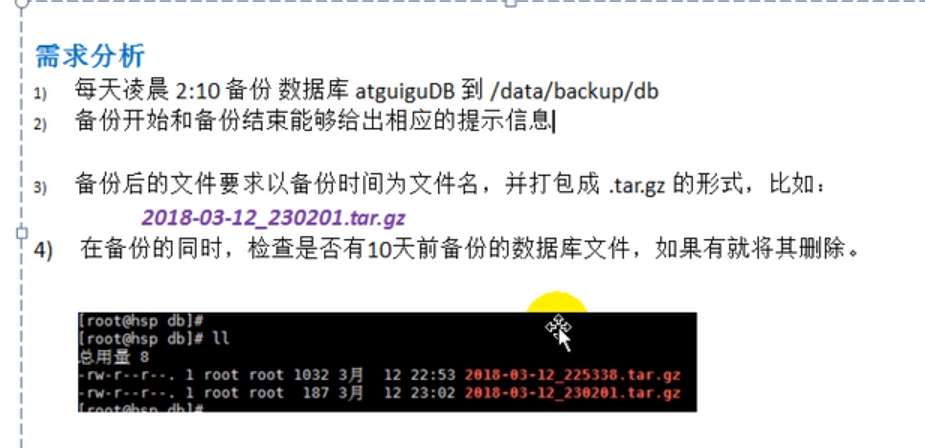 需求分析
1) 每天凌晨 2:10 备份 数据库 atguiguDB 到 /data/backup/db
2) 备份开始和备份结束能够给出相应的提示信息
3) 备份后的文件要求以备份时间为文件名，并打包成 .tar.gz 的形式，比如：
2018-03-12_230201.tar.gz
4) 在备份的同时，检查是否有10天前备份的数据库文件，如果有就将其删除。
[root@hsp db]#
[root@hsp db]# ll
总用量 8
-rw-r--r--. 1 root root 1032 3月 12 22:53 2018-03-12_225338.tar.gz
-rw-r--r--. 1 root root 187 3月 12 23:02 2018-03-12_230201.tar.gz
[root@hsp db]#